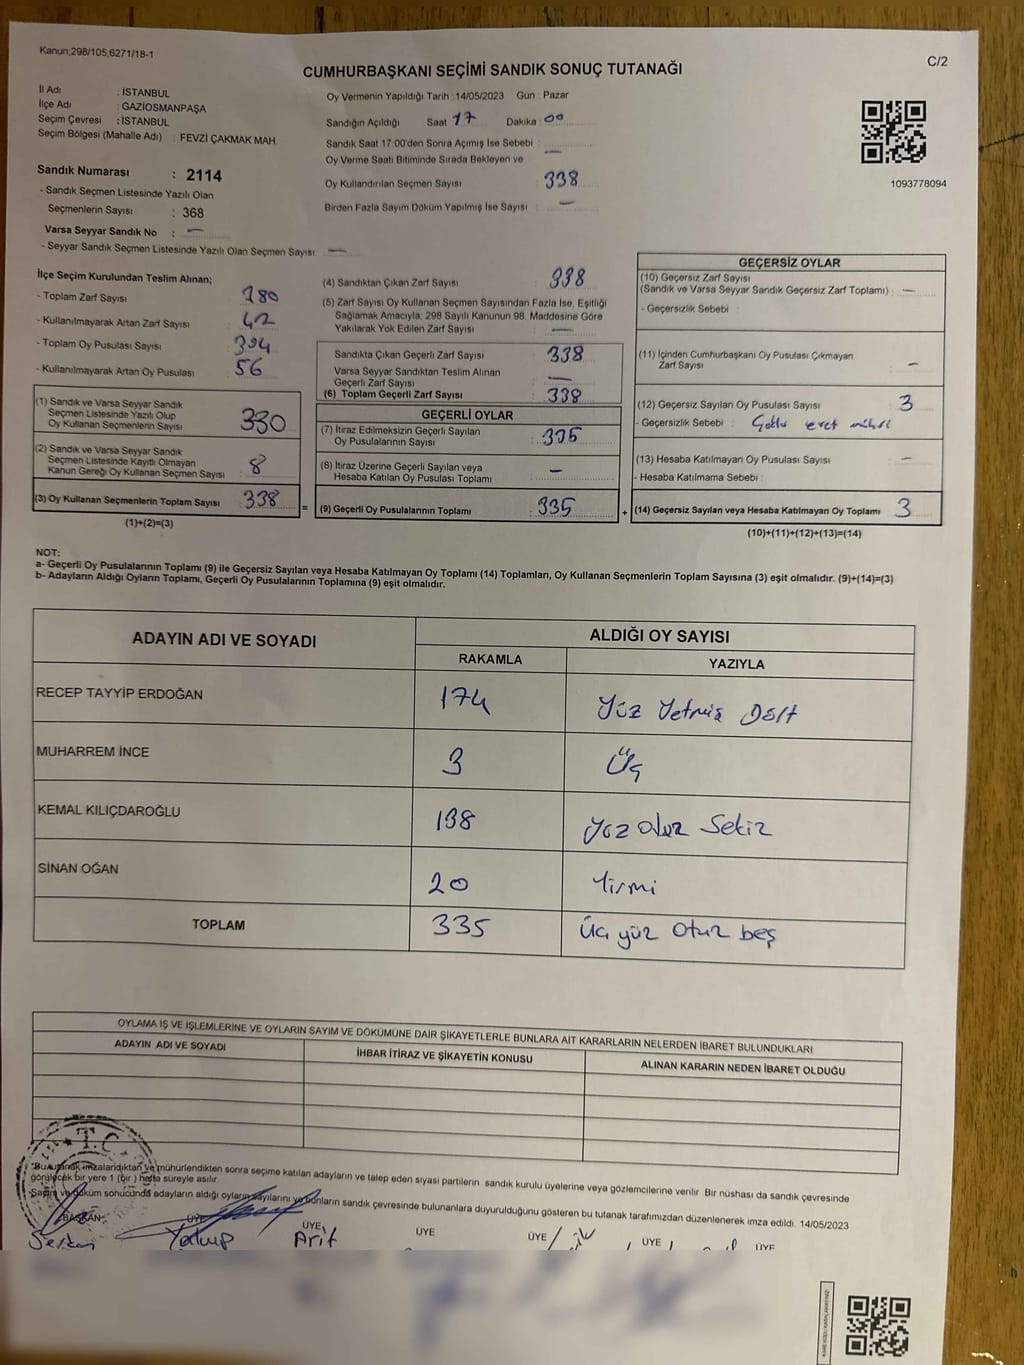 Kanun;298/105,6271/18-1
C/2
CUMHURBAŞKANI SEÇİMİ SANDIK SONUÇ TUTANAĞI
İl Adı : İSTANBUL
İlçe Adı : GAZİOSMANPAŞA
Seçim Çevresi : İSTANBUL
Seçim Bölgesi (Mahalle Adı) : FEVZİ ÇAKMAK MAH.
Sandık Numarası : 2114
- Sandık Seçmen Listesinde Yazılı Olan
Seçmenlerin Sayısı : 368
Varsa Seyyar Sandık No : —
- Seyyar Sandık Seçmen Listesinde Yazılı Olan Seçmen Sayısı: —
Oy Vermenin Yapıldığı Tarih :14/05/2023 Gün : Pazar
Sandığın Açıldığı Saat 17 Dakika 00
Sandık Saat 17:00'den Sonra Açımış İse Sebebi :
Oy Verme Saati Bitiminde Sırada Bekleyen ve —
Oy Kullandırılan Seçmen Sayısı 338
Birden Fazla Sayım Döküm Yapılmış İse Sayısı : —
1093778094
İlçe Seçim Kurulundan Teslim Alınan;
- Toplam Zarf Sayısı 380
- Kullanılmayarak Artan Zarf Sayısı 42
- Toplam Oy Pusulası Sayısı 394
- Kullanılmayarak Artan Oy Pusulası 56
(1) Sandık ve Varsa Seyyar Sandık
Seçmen Listesinde Yazılı Olup
Oy Kullanan Seçmenlerin Sayısı 330
(2) Sandık ve Varsa Seyyar Sandık
Seçmen Listesinde Kayıtlı Olmayan
Kanun Gereği Oy Kullanan Seçmen Sayısı 8
(3) Oy Kullanan Seçmenlerin Toplam Sayısı 338
(1)+(2)=(3)
=
(4) Sandıktan Çıkan Zarf Sayısı 338
(5) Zarf Sayısı Oy Kullanan Seçmen Sayısından Fazla İse, Eşitliği
Sağlamak Amacıyla; 298 Sayılı Kanunun 98. Maddesine Göre
Yakılarak Yok Edilen Zarf Sayısı —
Sandıkta Çıkan Geçerli Zarf Sayısı 338
Varsa Seyyar Sandıktan Teslim Alınan
Geçerli Zarf Sayısı —
(6) Toplam Geçerli Zarf Sayısı 338
GEÇERLİ OYLAR
(7) İtiraz Edilmeksizin Geçerli Sayılan
Oy Pusulalarının Sayısı 335
(8) İtiraz Üzerine Geçerli Sayılan veya
Hesaba Katılan Oy Pusulası Toplamı —
(9) Geçerli Oy Pusulalarının Toplamı 335
+
GEÇERSİZ OYLAR
(10) Geçersiz Zarf Sayısı
(Sandık ve Varsa Seyyar Sandık Geçersiz Zarf Toplamı) : —
- Geçersizlik Sebebi :
(11) İçinden Cumhurbaşkanı Oy Pusulası Çıkmayan
Zarf Sayısı —
(12) Geçersiz Sayılan Oy Pusulası Sayısı 3
- Geçersizlik Sebebi : Çoklu evet mührü
(13) Hesaba Katılmayan Oy Pusulası Sayısı —
- Hesaba Katılmama Sebebi :
(14) Geçersiz Sayılan veya Hesaba Katılmayan Oy Toplamı 3
(10)+(11)+(12)+(13)=(14)
NOT:
a- Geçerli Oy Pusulalarının Toplamı (9) ile Geçersiz Sayılan veya Hesaba Katılmayan Oy Toplamı (14) Toplamları, Oy Kullanan Seçmenlerin Toplam Sayısına (3) eşit olmalıdır. (9)+(14)=(3)
b- Adayların Aldığı Oyların Toplamı, Geçerli Oy Pusulalarının Toplamına (9) eşit olmalıdır.
ADAYIN ADI VE SOYADI
ALDIĞI OY SAYISI
RAKAMLA YAZIYLA
RECEP TAYYİP ERDOĞAN 174 Yüz Yetmiş Dört
MUHARREM İNCE 3 Üç
KEMAL KILIÇDAROĞLU 138 Yüz otuz Sekiz
SİNAN OĞAN 20 Yirmi
TOPLAM 335 Üç yüz Otuz beş
OYLAMA İŞ VE İŞLEMLERİNE VE OYLARIN SAYIM VE DÖKÜMÜNE DAİR ŞİKAYETLERLE BUNLARA AİT KARARLARIN NELERDEN İBARET BULUNDUKLARI
ADAYIN ADI VE SOYADI İHBAR İTİRAZ VE ŞİKAYETİN KONUSU ALINAN KARARIN NEDEN İBARET OLDUĞU
T.C
*Bu tutanak imzalandıktan ve mühürlendikten sonra seçime katılan adayların ve talep eden siyasi partilerin sandık kurulu üyelerine veya gözlemcilerine verilir. Bir nüshası da sandık çevresinde
görülecek bir yere 1 (bir) hafta süreyle asılır.
Sayım ve döküm sonucunda adayların aldığı oyların sayılarını ve bunların sandık çevresinde bulunanlara duyurulduğunu gösteren bu tutanak tarafımızdan düzenlenerek imza edildi. 14/05/2023
BAŞKAN ÜYE ÜYE ÜYE ÜYE ÜYE ÜYE
Serkan Yakup Arif